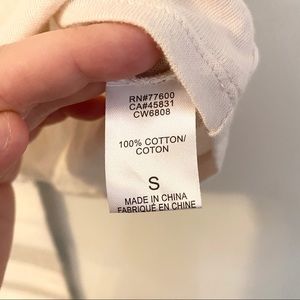 RN#77600
CA#45831
CW6808
100% COTTON/
COTON
S
MADE IN CHINA
FABRIQUÉ EN CHINE